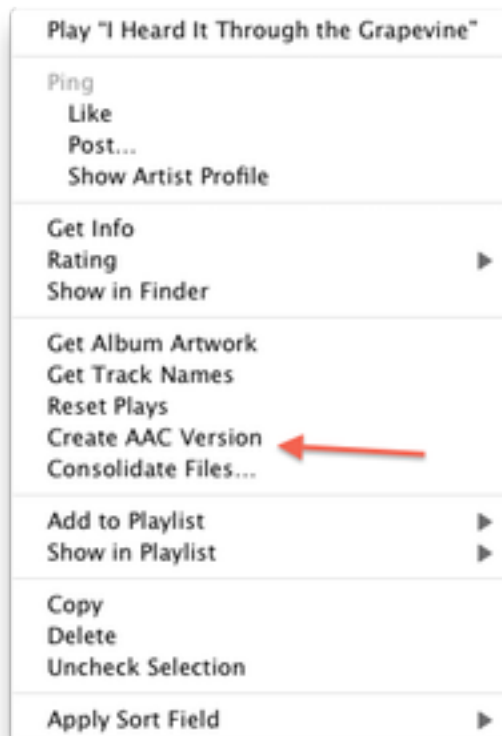 Play “I Heard It Through the Grapevine”
Ping
Like
Post...
Show Artist Profile
Get Info
Rating
Show in Finder
Get Album Artwork
Get Track Names
Reset Plays
Create AAC Version
Consolidate Files...
Add to Playlist
Show in Playlist
Copy
Delete
Uncheck Selection
Apply Sort Field